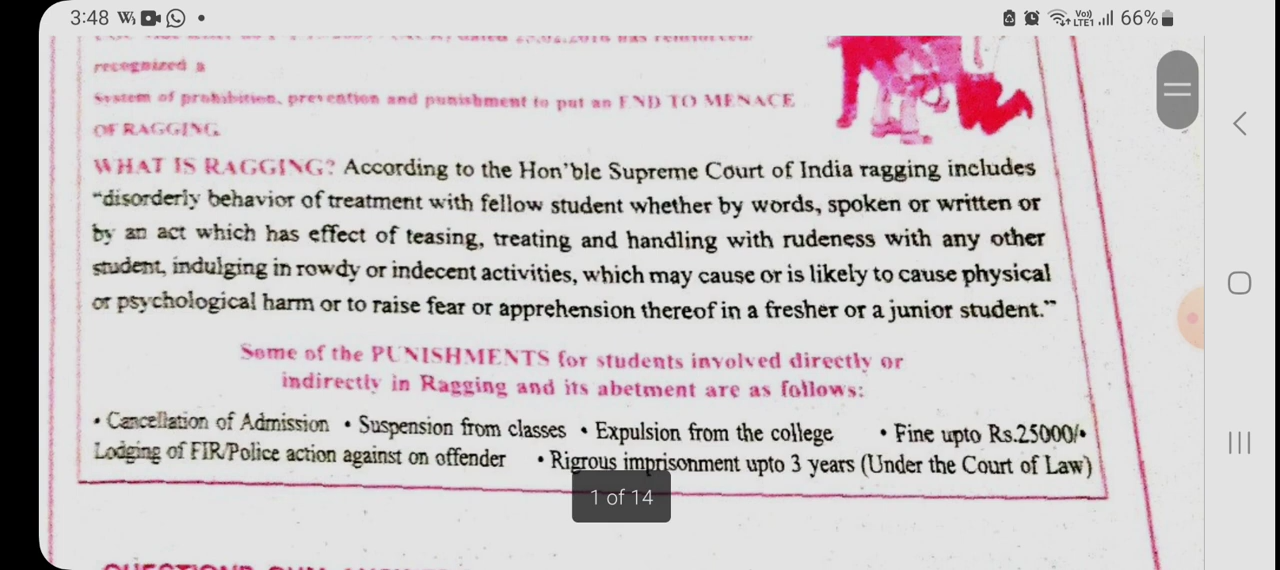 3:48
Vo) LTE1 66%
recognized a
System of prohibition, prevention and punishment to put an END TO MENACE
OF RAGGING.
WHAT IS RAGGING? According to the Hon'ble Supreme Court of India ragging includes
"disorderly behavior of treatment with fellow student whether by words, spoken or written or
by an act which has effect of teasing, treating and handling with rudeness with any other
student, indulging in rowdy or indecent activities, which may cause or is likely to cause physical
or psychological harm or to raise fear or apprehension thereof in a fresher or a junior student."
Some of the PUNISHMENTS for students involved directly or
indirectly in Ragging and its abetment are as follows:
• Cancellation of Admission • Suspension from classes • Expulsion from the college • Fine upto Rs.25000/•
Lodging of FIR/Police action against on offender • Rigrous imprisonment upto 3 years (Under the Court of Law)
1 of 14